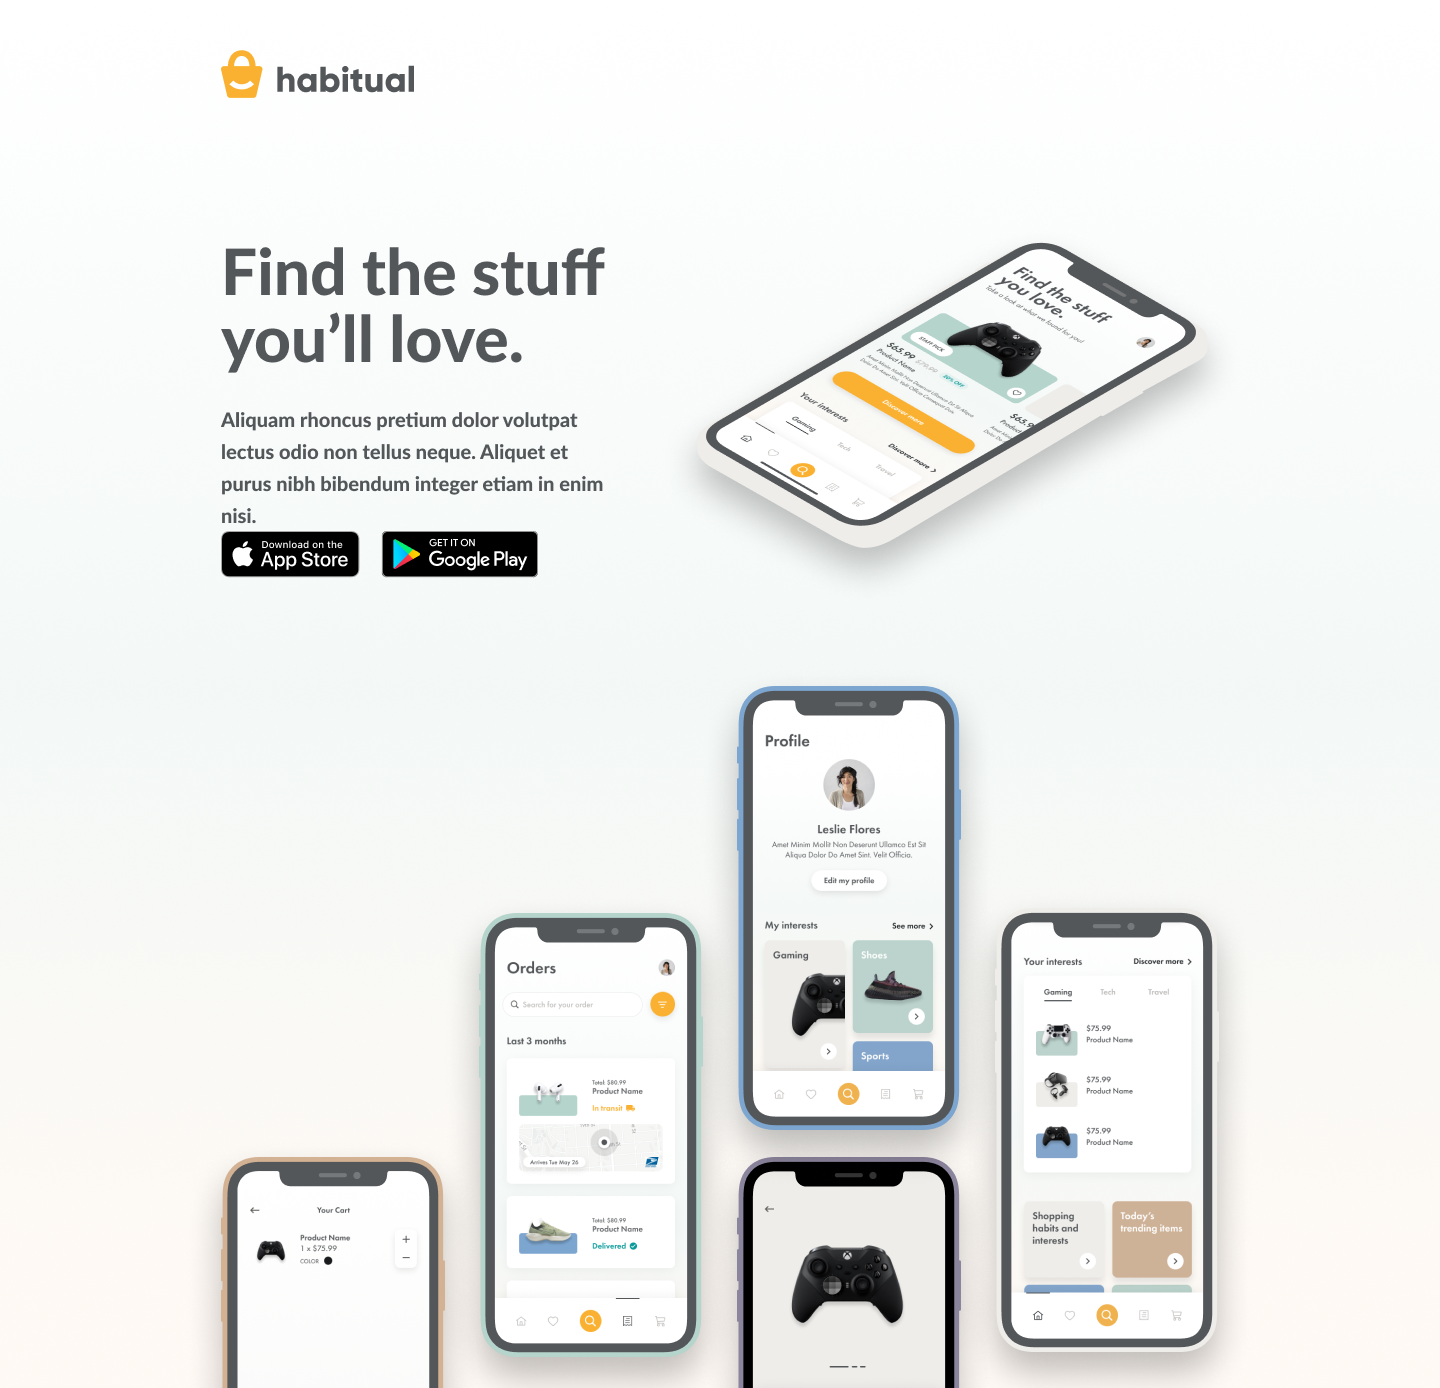 habitual
Find the stuff
you'll love.
Aliquam rhoncus pretium dolor volutpat
lectus odio non tellus neque. Aliquet et
purus nibh bibendum integer etiam in enim
nisi.
Download on the
App Store
GET IT ON
Google Play
Find the stuff
you love.
Take a look at what we found for you!
STAFF PICK
$65.99
Product Name
Discover more
$65.9
Your interests
Discover more
Gaming
Tech
Travel
Profile
Leslie Flores
Amet Minim Mollit Non Deserunt Ullamco Est Sit
Aliqua Dolor Do Amet Sint. Velit Officia.
Edit my profile
My interests
See more
Gaming
Shoes
Sports
Orders
Search for your order
Last 3 months
Total: $80.99
Product Name
In transit
Arrives Tue May 26
Total: $80.99
Product Name
Delivered
Your interests
Discover more
Gaming
Tech
Travel
$75.99
Product Name
$75.99
Product Name
$75.99
Product Name
Shopping
habits and
interests
Today's
trending items
Your Cart
Product Name
1 x $75.99
COLOR